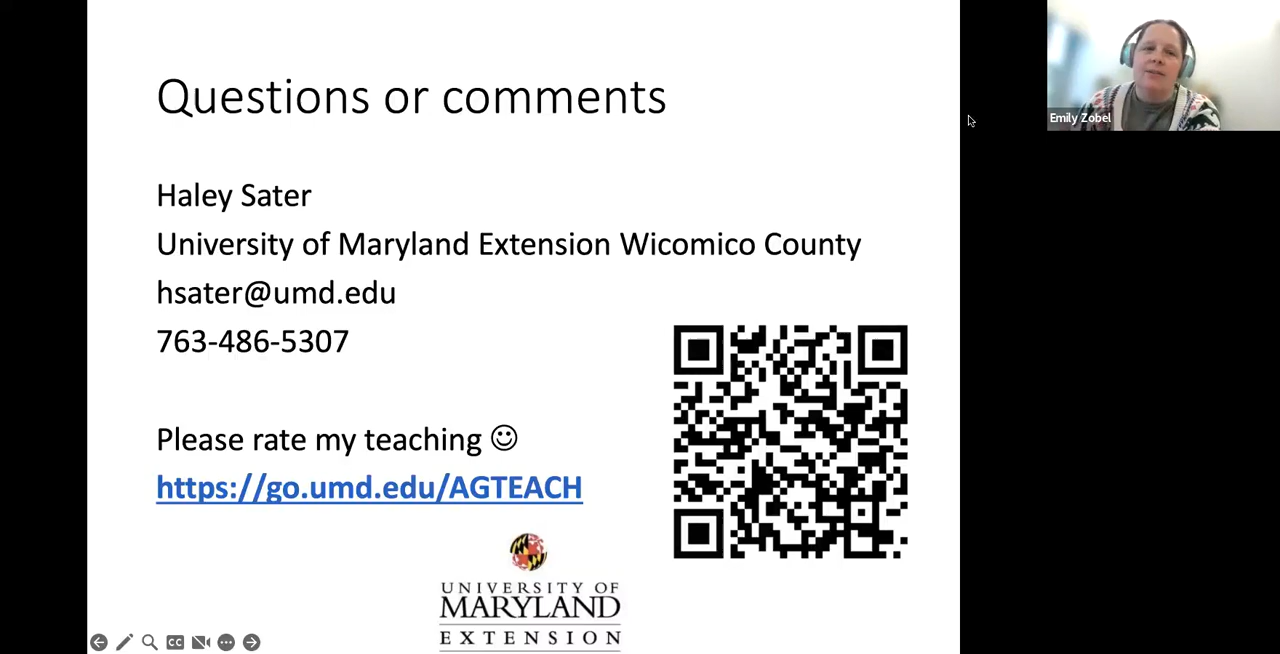 Questions or comments
Haley Sater
University of Maryland Extension Wicomico County
hsater@umd.edu
763-486-5307
Please rate my teaching ☺
https://go.umd.edu/AGTEACH
UNIVERSITY OF
MARYLAND
EXTENSION
Emily Zobel
CC